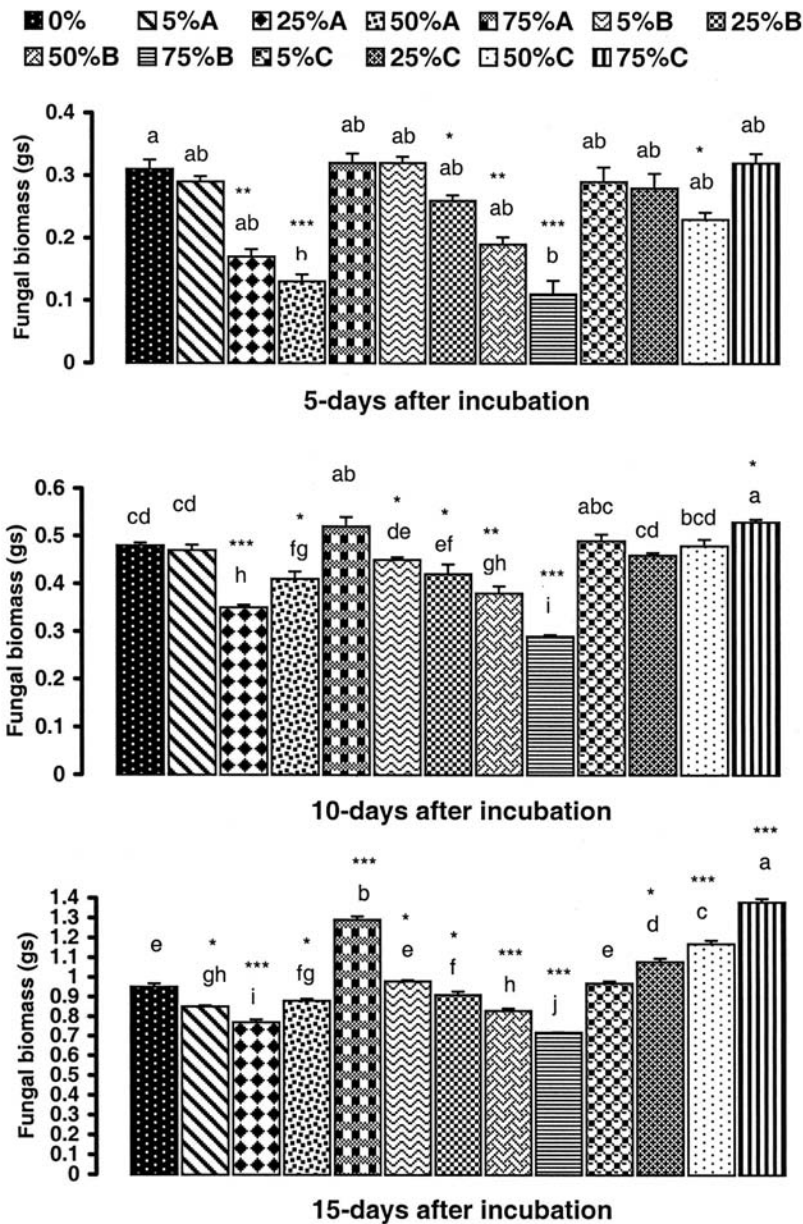 0% 5%A 25%A 50%A 75%A 5%B 25%B
50%B 75%B 5%C 25%C 50%C 75%C
Fungal biomass (gs)
0.4
0.3
0.2
0.1
0
a ab ** ab *** b ab ab * ab ** ab *** b ab ab * ab ab
5-days after incubation
Fungal biomass (gs)
0.6
0.5
0.4
0.3
0.2
0.1
0
cd cd *** h * fg ab * de * ef ** gh *** i abc cd bcd * a
10-days after incubation
Fungal biomass (gs)
1.4
1.3
1.2
1.1
1
0.9
0.8
0.7
0.6
0.5
0.4
0.3
0.2
0.1
0
e * gh *** i * fg *** b * e * f *** h *** j e * d *** c *** a
15-days after incubation